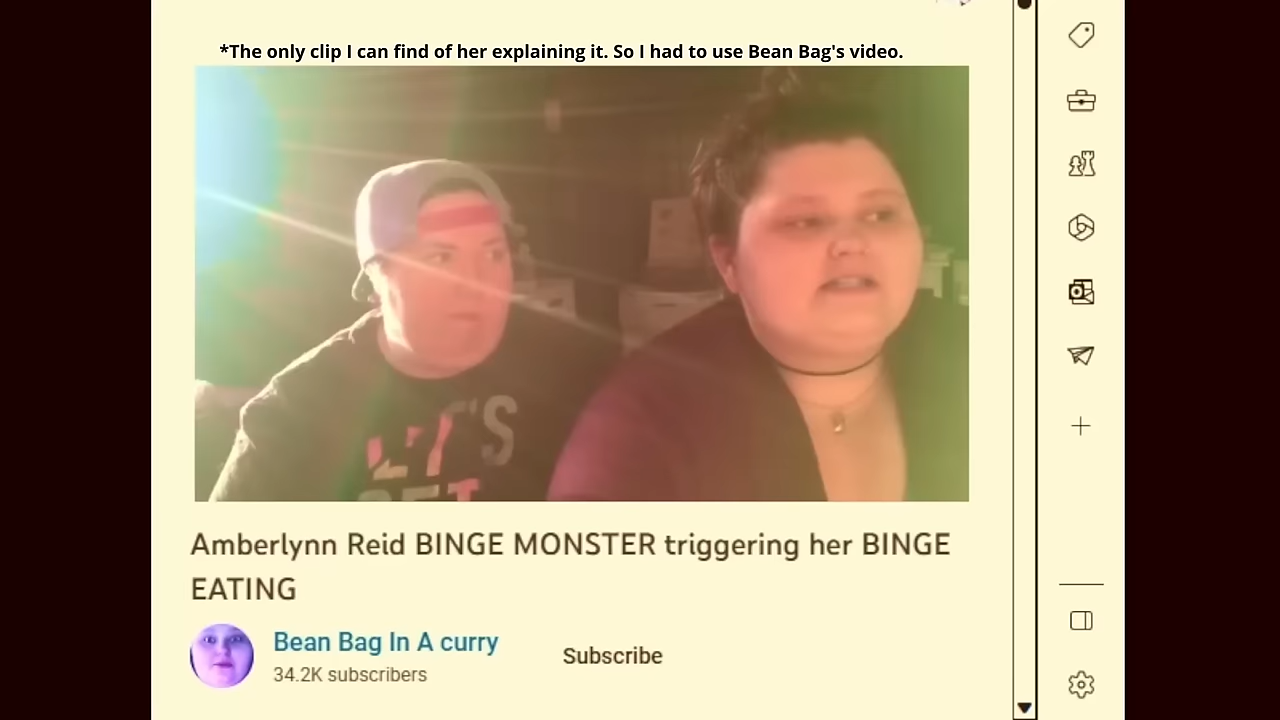 *The only clip I can find of her explaining it. So I had to use Bean Bag's video.
Amberlynn Reid BINGE MONSTER triggering her BINGE
EATING
Bean Bag In A curry
Subscribe
34.2K subscribers